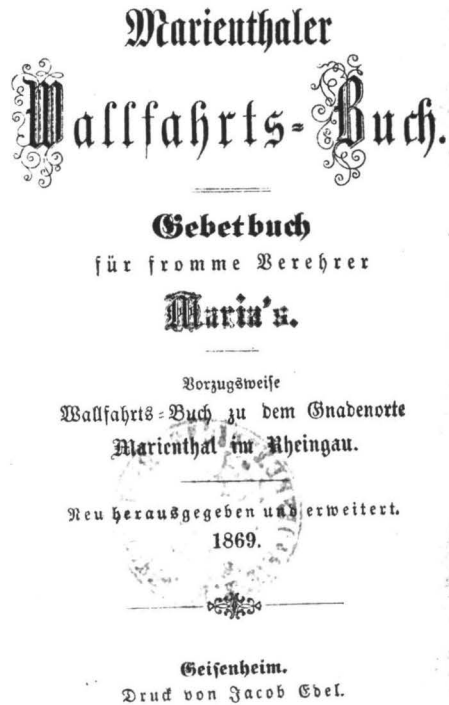 Marienthaler
Wallfahrts-Buch.
Gebetbuch
für fromme Verehrer
Maria's.
Vorzugsweise
Wallfahrts-Buch zu dem Gnadenorte
Marienthal im Rheingau.
Neu herausgegeben und erweitert.
1869.
Geisenheim.
Druck von Jacob Edel.